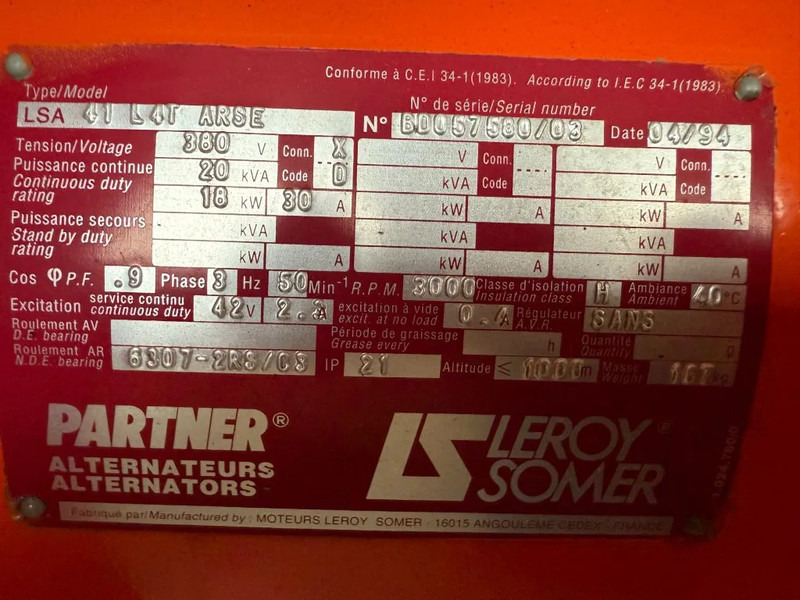 Conforme à C.E.I 34-1(1983). According to I.E.C 34-1(1983).
Type/Model
LSA 41 L4T ARSE
N° de série/Serial number
N° BD057580/03 Date 04/94
Tension/Voltage 380 V Conn. X V Conn. V Conn.
Puissance continue 20 kVA Code D kVA Code kVA Code
Continuous duty rating 18 kW 30 A kW A kW A
Puissance secours kVA kVA kVA
Stand by duty rating kW A kW A kW A
Cos φ P.F. .9 Phase 3 Hz 50 Min-1 R.P.M. 3000 Classe d'isolation Insulation class H Ambiance Ambient 40°C
Excitation service continu continuous duty 42V 2.3 excitation à vide excit. at no load 0.4A Régulateur A.V.R. SANS
Roulement AV
D.E. bearing
Période de graissage
Grease every h
Quantité
Quantity g
Roulement AR
N.D.E. bearing 6307-2RS/C3 IP 21 Altitude ≤ 1000m Masse Weight 167
PARTNER®
ALTERNATEURS
ALTERNATORS
LS LEROY®
SOMER
Fabriqué par/Manufactured by: MOTEURS LEROY SOMER - 16015 ANGOULEME CEDEX - FRANCE